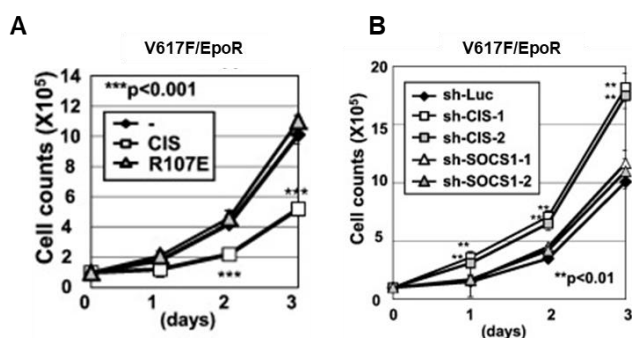 A
V617F/EpoR
Cell counts (X10⁵)
14
12
10
8
6
4
2
0
***p<0.001
-
CIS
R107E
***
***
0
1
2
3
(days)
B
V617F/EpoR
Cell counts (X10⁵)
20
15
10
5
0
sh-Luc
sh-CIS-1
sh-CIS-2
sh-SOCS1-1
sh-SOCS1-2
**
**
**
**
**
**
**p<0.01
0
1
2
3
(days)